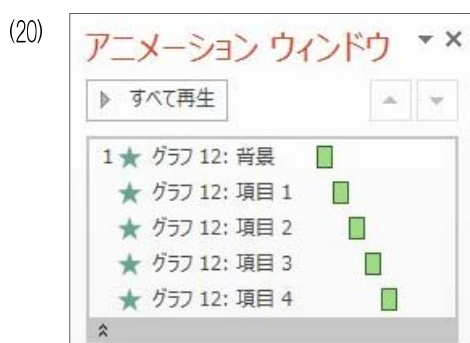 (20)
アニメーション ウィンドウ
すべて再生
1 ★ グラフ 12: 背景
★ グラフ 12: 項目 1
★ グラフ 12: 項目 2
★ グラフ 12: 項目 3
★ グラフ 12: 項目 4